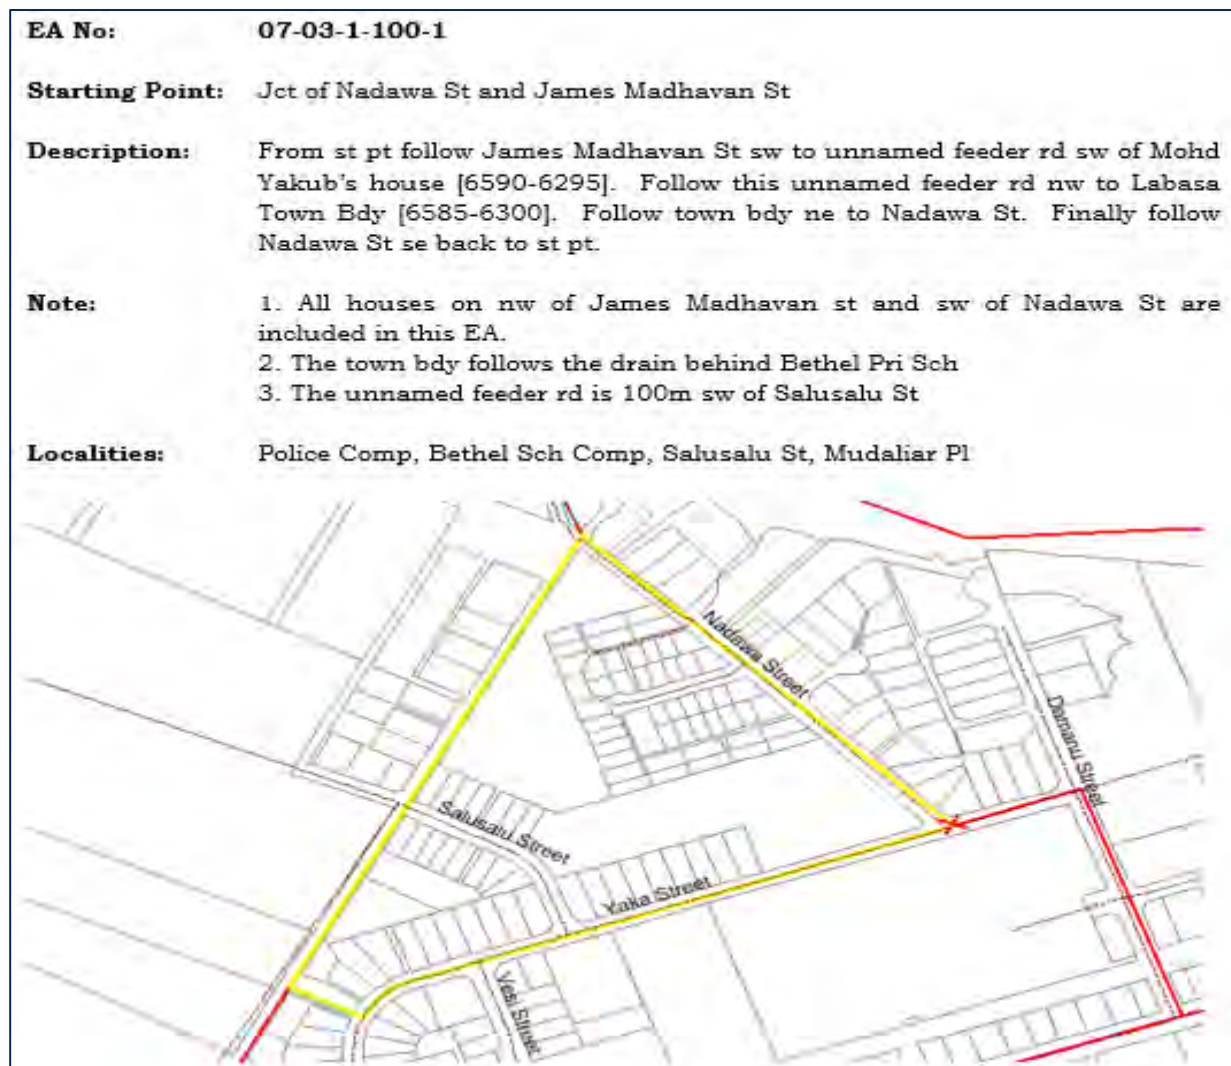 EA No: 07-03-1-100-1
Starting Point: Jct of Nadawa St and James Madhavan St
Description: From st pt follow James Madhavan St sw to unnamed feeder rd sw of Mohd
Yakub's house [6590-6295]. Follow this unnamed feeder rd nw to Labasa
Town Bdy [6585-6300]. Follow town bdy ne to Nadawa St. Finally follow
Nadawa St se back to st pt.
Note: 1. All houses on nw of James Madhavan st and sw of Nadawa St are
included in this EA.
2. The town bdy follows the drain behind Bethel Pri Sch
3. The unnamed feeder rd is 100m sw of Salusalu St
Localities: Police Comp, Bethel Sch Comp, Salusalu St, Mudaliar Pl
Nadawa Street
Damanu Street
Salusalu Street
Yaka Street
Vesi Street